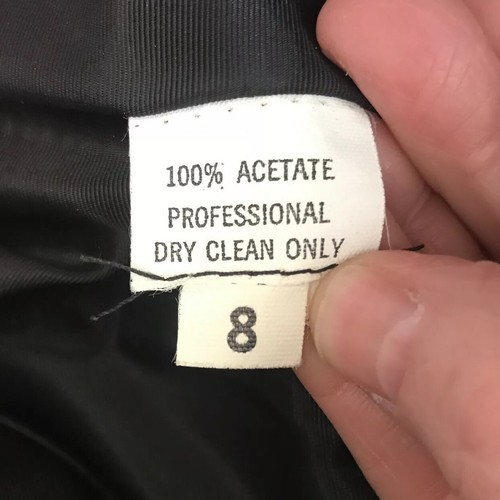 100% ACETATE
PROFESSIONAL
DRY CLEAN ONLY
8